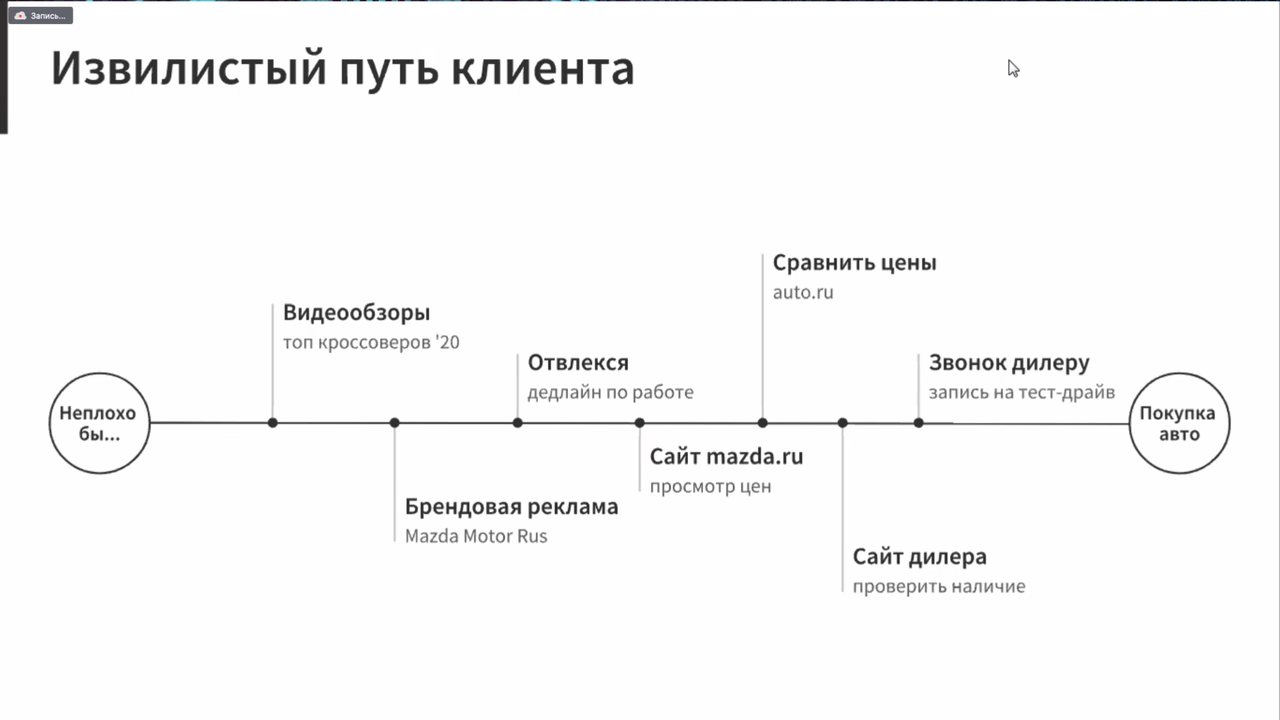 Запись...
Извилистый путь клиента
Неплохо
бы...
Видеообзоры
топ кроссоверов '20
Брендовая реклама
Mazda Motor Rus
Отвлекся
дедлайн по работе
Сайт mazda.ru
просмотр цен
Сравнить цены
auto.ru
Сайт дилера
проверить наличие
Звонок дилеру
запись на тест-драйв
Покупка
авто